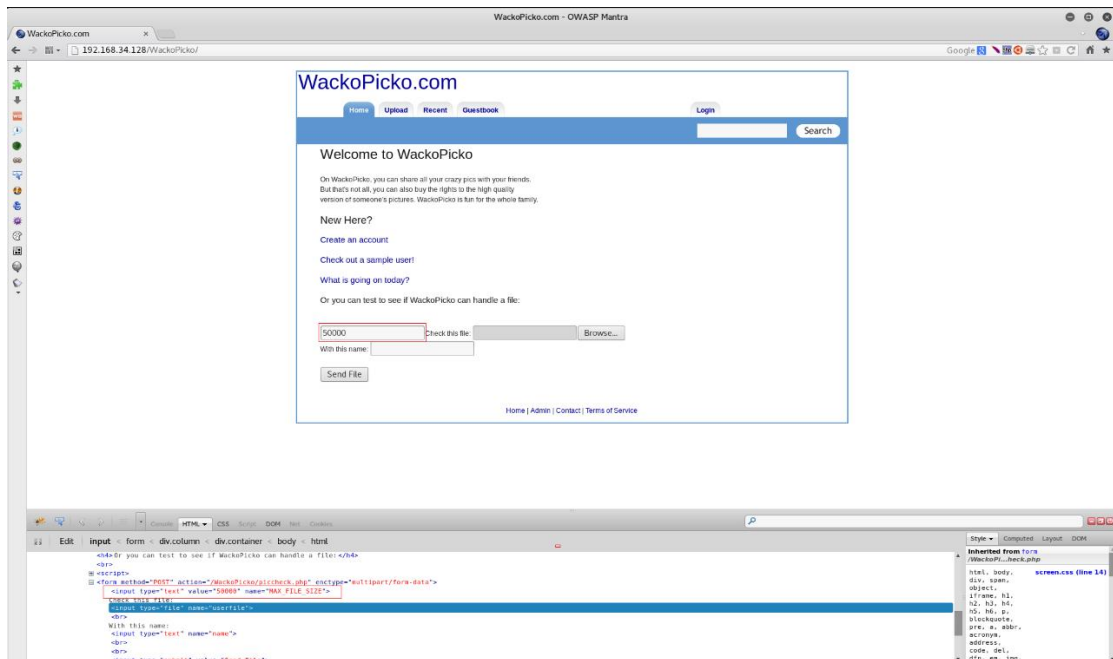 WackoPicko.com - OWASP Mantra
WackoPicko.com ×
192.168.34.128/WackoPicko/
Google
WackoPicko.com
Home Upload Recent Guestbook Login
Search
Welcome to WackoPicko
On WackoPicko, you can share all your crazy pics with your friends.
But that's not all, you can also buy the rights to the high quality
version of someone's pictures. WackoPicko is fun for the whole family.
New Here?
Create an account
Check out a sample user!
What is going on today?
Or you can test to see if WackoPicko can handle a file:
50000 Check this file: Browse...
With this name:
Send File
Home | Admin | Contact | Terms of Service
Console HTML CSS Script DOM Net Cookies
Edit input < form < div.column < div.container < body < html
<h4>Or you can test to see if WackoPicko can handle a file:</h4>
<br>
<script>
<form method="POST" action="/WackoPicko/piccheck.php" enctype="multipart/form-data">
<input type="text" value="50000" name="MAX_FILE_SIZE">
Check this file:
<input type="file" name="userfile">
<br>
With this name:
<input type="text" name="name">
<br>
<br>
Style Computed Layout DOM
Inherited from form
/WackoPi...heck.php
html, body, screen.css (line 14)
div, span,
object,
iframe, h1,
h2, h3, h4,
h5, h6, p,
blockquote,
pre, a, abbr,
acronym,
address,
code, del,